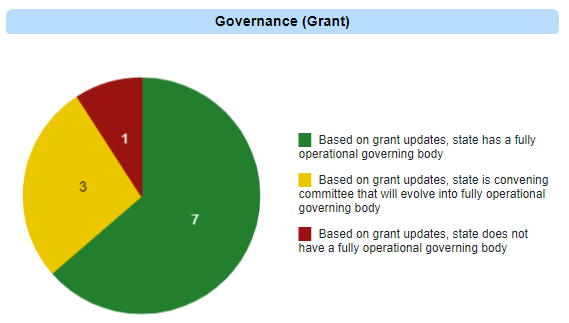 Governance (Grant)
1
3
7
Based on grant updates, state has a fully
operational governing body
Based on grant updates, state is convening
committee that will evolve into fully operational
governing body
Based on grant updates, state does not
have a fully operational governing body